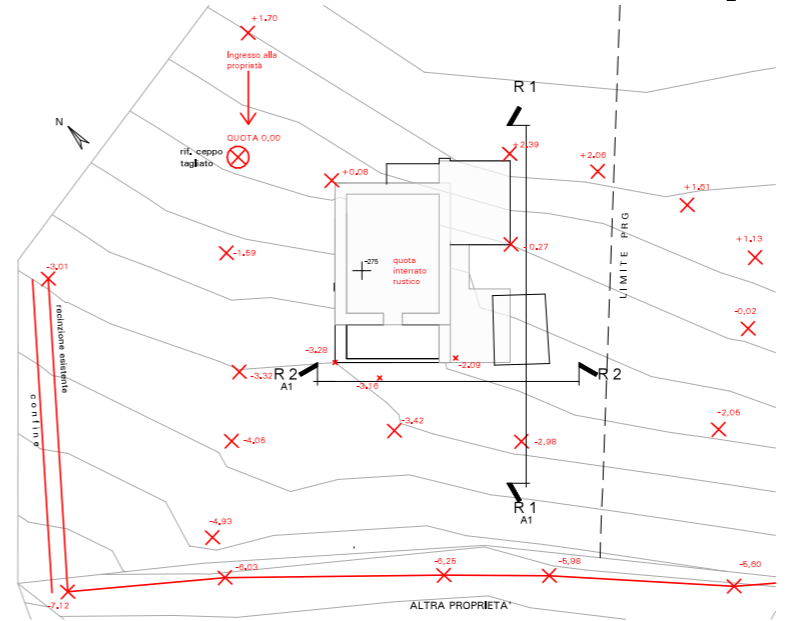 +1.70
Ingresso alla
proprietà
R 1
N
QUOTA 0,00
rif. ceppo
tagliato
+2.39
+2.06
+0.08
+1.61
+1.13
-1.59
-0.27
-3.01
-275
quota
interrato
rustico
LIMITE PRG
-0,02
recinzione esistente
confine
-3.28
-2.09
-3.32
R 2
A1
-3.16
R 2
-3.42
-2,05
-4.05
-2,98
R 1
A1
-4.93
-6,03
-6,25
-5,98
-5,60
-7.12
ALTRA PROPRIETA'